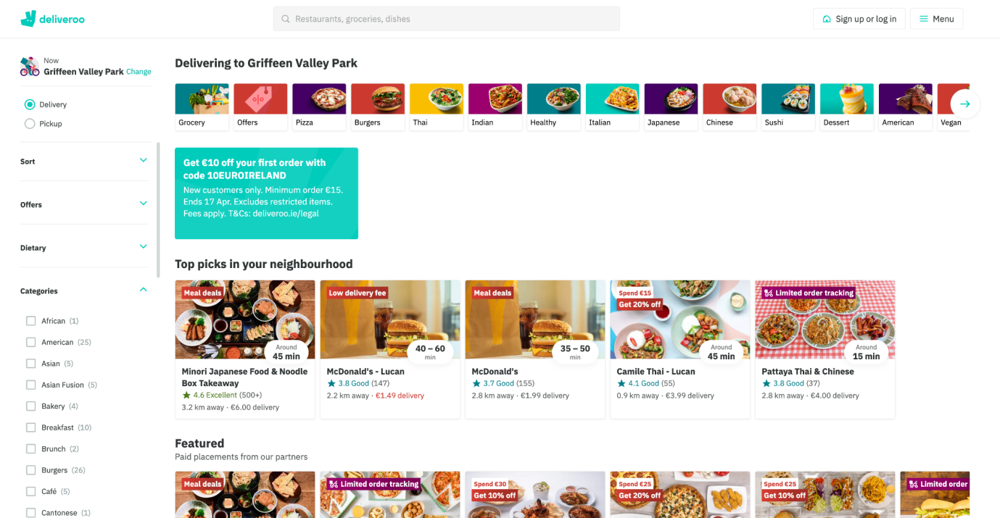 deliveroo
Restaurants, groceries, dishes
Sign up or log in
Menu
Now
Griffeen Valley Park Change
Delivery
Pickup
Sort
Offers
Dietary
Categories
African (1)
American (25)
Asian (5)
Asian Fusion (5)
Bakery (4)
Breakfast (10)
Brunch (2)
Burgers (26)
Café (5)
Cantonese (1)
Delivering to Griffeen Valley Park
Grocery
Offers
Pizza
Burgers
Thai
Indian
Healthy
Italian
Japanese
Chinese
Sushi
Dessert
American
Vegan
Get €10 off your first order with
code 10EUROIRELAND
New customers only. Minimum order €15.
Ends 17 Apr. Excludes restricted items.
Fees apply. T&Cs: deliveroo.ie/legal
Top picks in your neighbourhood
Meal deals
Around
45 min
Minori Japanese Food & Noodle
Box Takeaway
4.6 Excellent (500+)
3.2 km away · €6.00 delivery
Low delivery fee
40 – 60
min
McDonald's - Lucan
3.8 Good (147)
2.2 km away · €1.49 delivery
Meal deals
35 – 50
min
McDonald's
3.7 Good (155)
2.8 km away · €1.99 delivery
Spend €15
Get 20% off
Around
45 min
Camile Thai - Lucan
4.1 Good (55)
0.9 km away · €3.99 delivery
Limited order tracking
Around
15 min
Pattaya Thai & Chinese
3.8 Good (37)
2.8 km away · €4.00 delivery
Featured
Paid placements from our partners
Meal deals
Limited order tracking
Spend €30
Get 10% off
Spend €25
Get 20% off
Spend €25
Get 10% off
Limited order